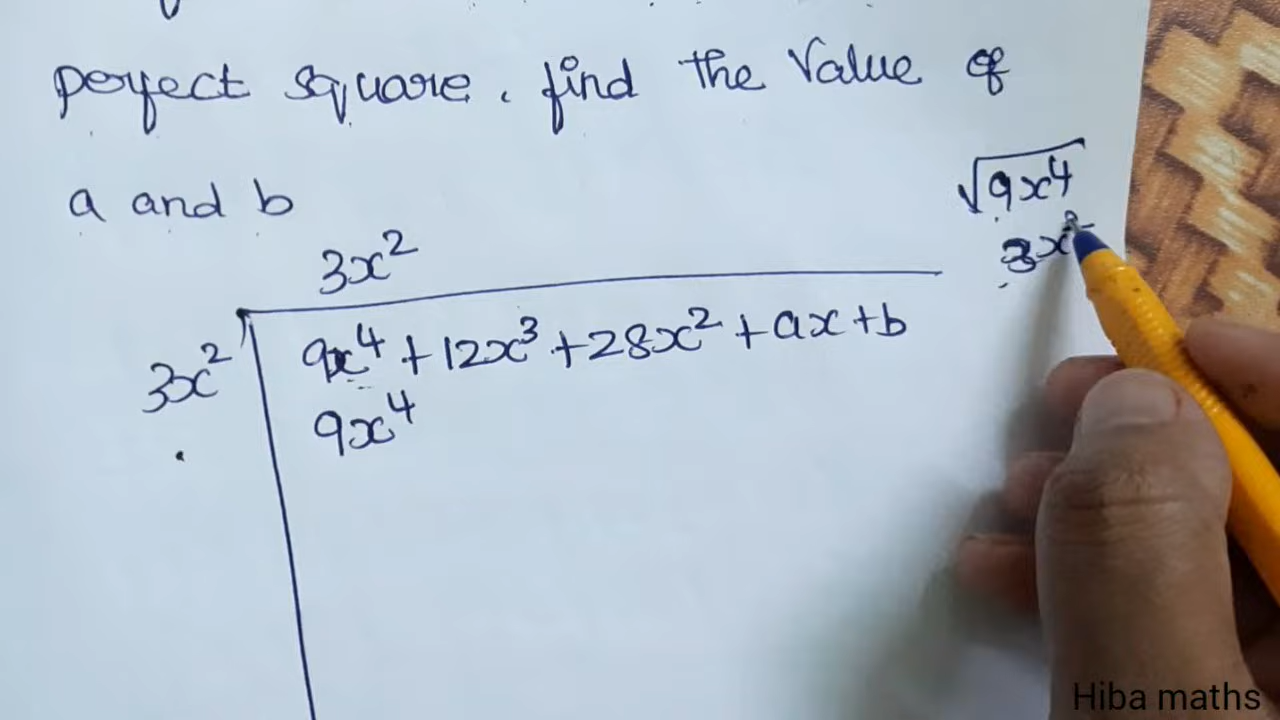 perfect square. find the value of
a and b
√9x⁴
3x²
3x²
3x²
9x⁴ + 12x³ + 28x² + ax + b
9x⁴
Hiba maths